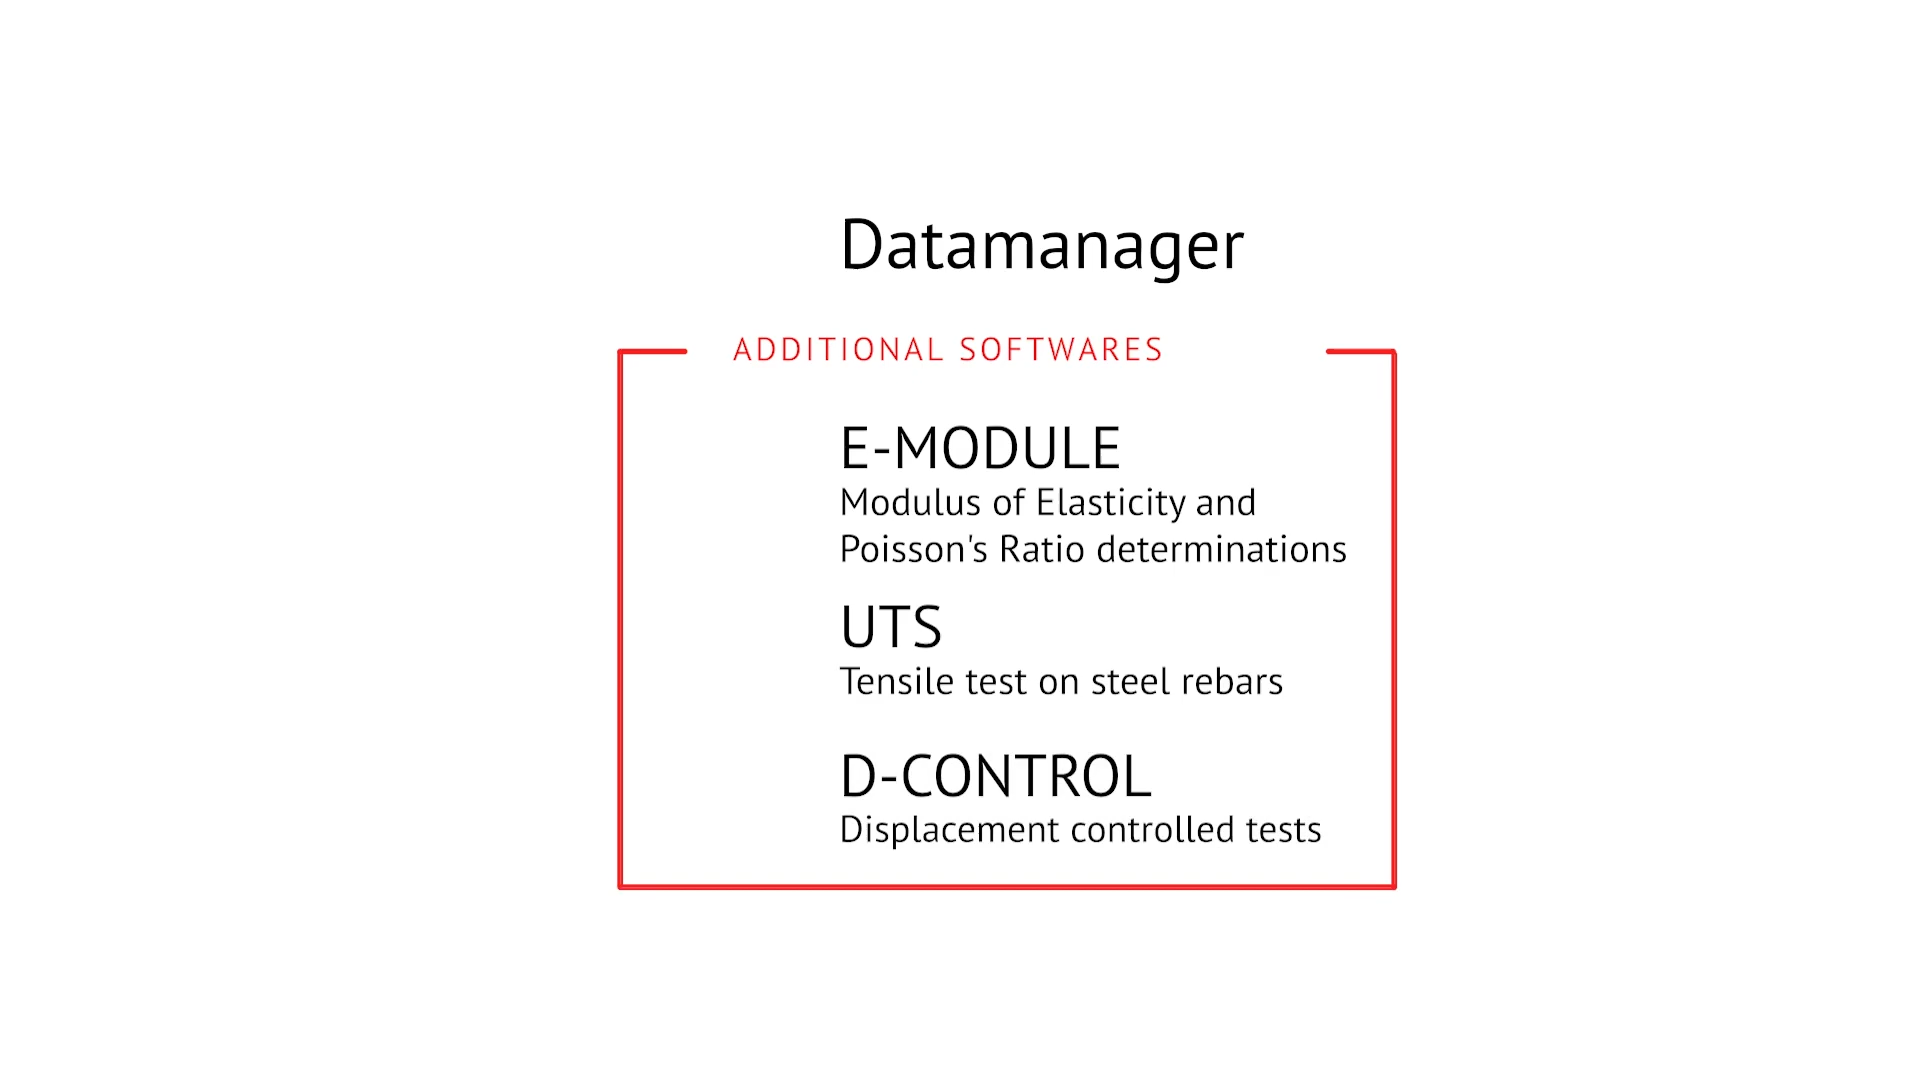 Datamanager
ADDITIONAL SOFTWARES
E-MODULE
Modulus of Elasticity and
Poisson's Ratio determinations
UTS
Tensile test on steel rebars
D-CONTROL
Displacement controlled tests